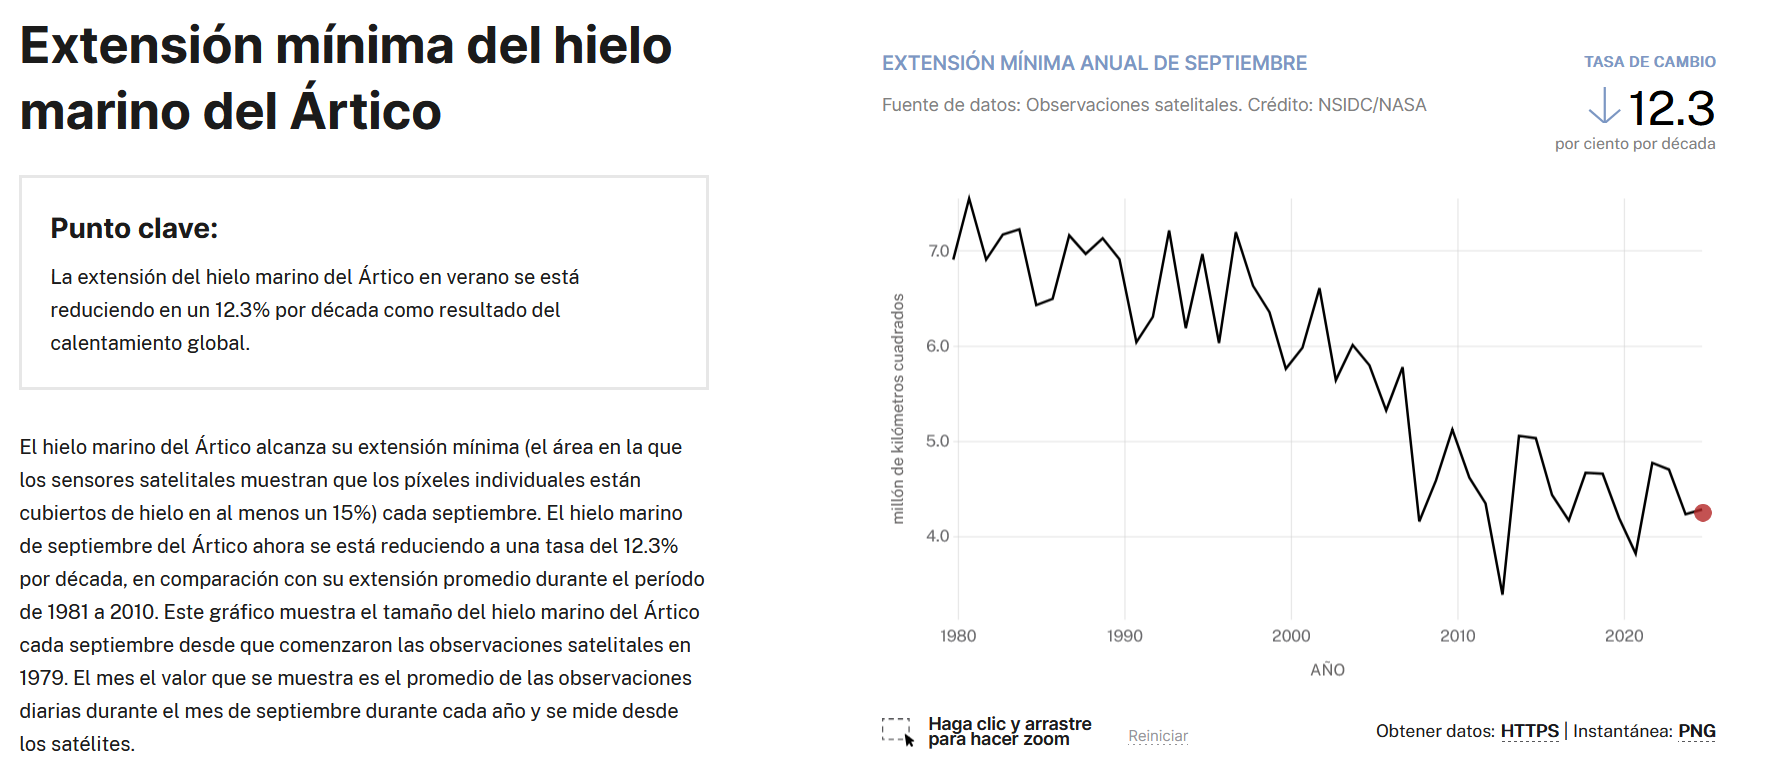 Extensión mínima del hielo
marino del Ártico
Punto clave:
La extensión del hielo marino del Ártico en verano se está
reduciendo en un 12.3% por década como resultado del
calentamiento global.
El hielo marino del Ártico alcanza su extensión mínima (el área en la que
los sensores satelitales muestran que los píxeles individuales están
cubiertos de hielo en al menos un 15%) cada septiembre. El hielo marino
de septiembre del Ártico ahora se está reduciendo a una tasa del 12.3%
por década, en comparación con su extensión promedio durante el período
de 1981 a 2010. Este gráfico muestra el tamaño del hielo marino del Ártico
cada septiembre desde que comenzaron las observaciones satelitales en
1979. El mes el valor que se muestra es el promedio de las observaciones
diarias durante el mes de septiembre durante cada año y se mide desde
los satélites.
EXTENSIÓN MÍNIMA ANUAL DE SEPTIEMBRE
Fuente de datos: Observaciones satelitales. Crédito: NSIDC/NASA
TASA DE CAMBIO
↓12.3
por ciento por década
millón de kilómetros cuadrados
7.0
6.0
5.0
4.0
1980 1990 2000 2010 2020
AÑO
Haga clic y arrastre
para hacer zoom
Reiniciar
Obtener datos: HTTPS | Instantánea: PNG